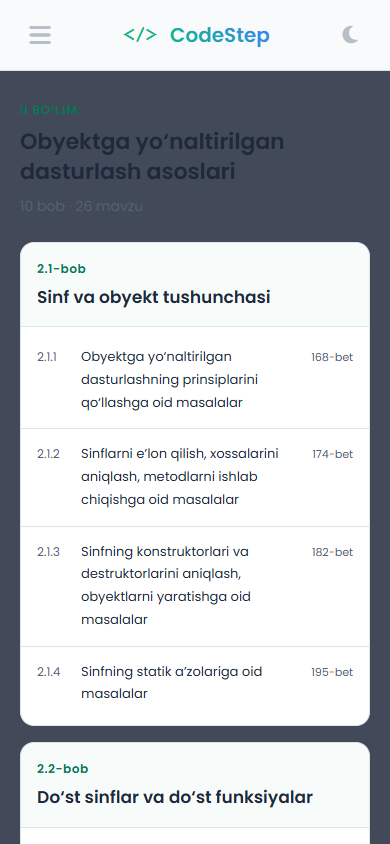 </> CodeStep
II BO‘LIM
Obyektga yo‘naltirilgan
dasturlash asoslari
10 bob · 26 mavzu
2.1-bob
Sinf va obyekt tushunchasi
2.1.1 Obyektga yo‘naltirilgan 168-bet
dasturlashning prinsiplarini
qo‘llashga oid masalalar
2.1.2 Sinflarni e’lon qilish, xossalarini 174-bet
aniqlash, metodlarni ishlab
chiqishga oid masalalar
2.1.3 Sinfning konstruktorlari va 182-bet
destruktorlarini aniqlash,
obyektlarni yaratishga oid
masalalar
2.1.4 Sinfning statik a’zolariga oid 195-bet
masalalar
2.2-bob
Do‘st sinflar va do‘st funksiyalar